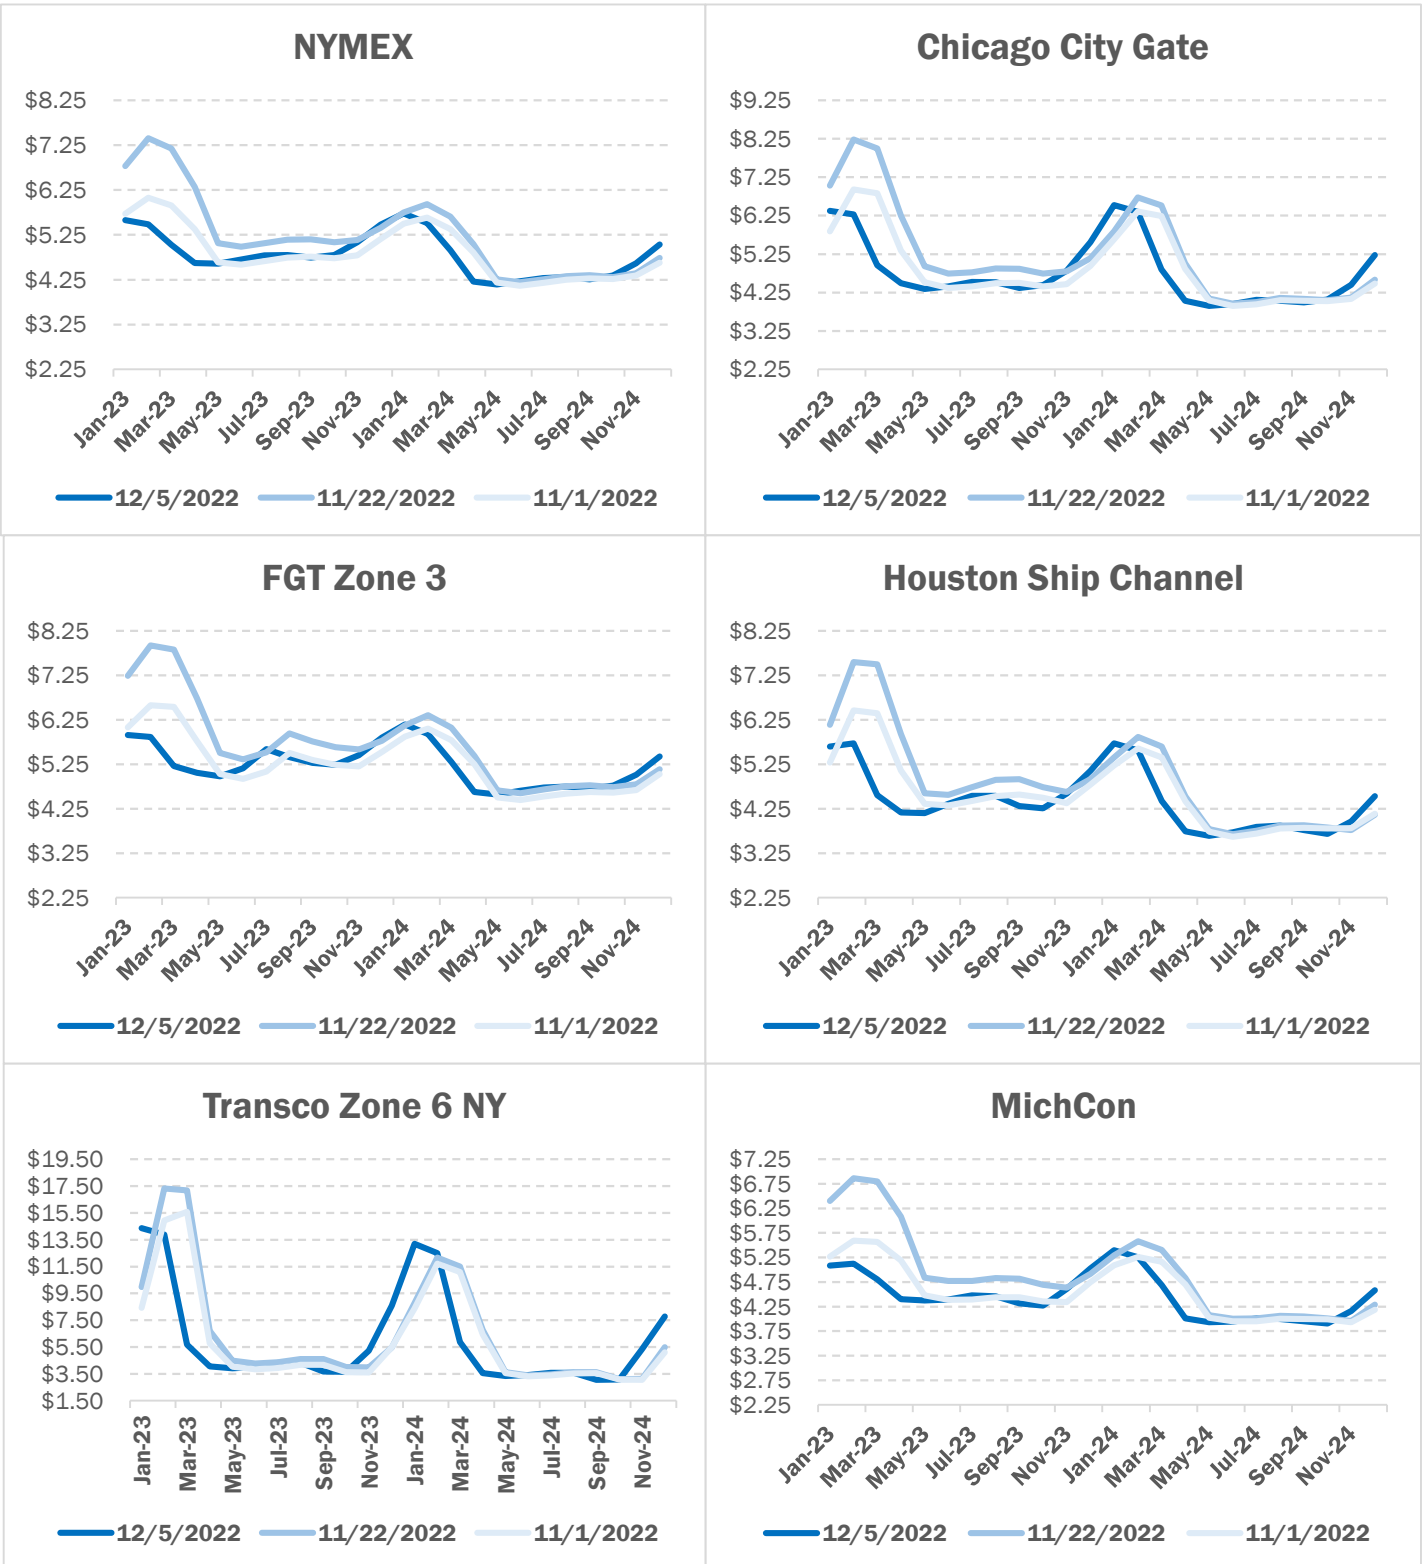 NYMEX
$8.25
$7.25
$6.25
$5.25
$4.25
$3.25
$2.25
Jan-23
Mar-23
May-23
Jul-23
Sep-23
Nov-23
Jan-24
Mar-24
May-24
Jul-24
Sep-24
Nov-24
12/5/2022 11/22/2022 11/1/2022
Chicago City Gate
$9.25
$8.25
$7.25
$6.25
$5.25
$4.25
$3.25
$2.25
Jan-23
Mar-23
May-23
Jul-23
Sep-23
Nov-23
Jan-24
Mar-24
May-24
Jul-24
Sep-24
Nov-24
12/5/2022 11/22/2022 11/1/2022
FGT Zone 3
$8.25
$7.25
$6.25
$5.25
$4.25
$3.25
$2.25
Jan-23
Mar-23
May-23
Jul-23
Sep-23
Nov-23
Jan-24
Mar-24
May-24
Jul-24
Sep-24
Nov-24
12/5/2022 11/22/2022 11/1/2022
Houston Ship Channel
$8.25
$7.25
$6.25
$5.25
$4.25
$3.25
$2.25
Jan-23
Mar-23
May-23
Jul-23
Sep-23
Nov-23
Jan-24
Mar-24
May-24
Jul-24
Sep-24
Nov-24
12/5/2022 11/22/2022 11/1/2022
Transco Zone 6 NY
$19.50
$17.50
$15.50
$13.50
$11.50
$9.50
$7.50
$5.50
$3.50
$1.50
Jan-23
Mar-23
May-23
Jul-23
Sep-23
Nov-23
Jan-24
Mar-24
May-24
Jul-24
Sep-24
Nov-24
12/5/2022 11/22/2022 11/1/2022
MichCon
$7.25
$6.75
$6.25
$5.75
$5.25
$4.75
$4.25
$3.75
$3.25
$2.75
$2.25
Jan-23
Mar-23
May-23
Jul-23
Sep-23
Nov-23
Jan-24
Mar-24
May-24
Jul-24
Sep-24
Nov-24
12/5/2022 11/22/2022 11/1/2022